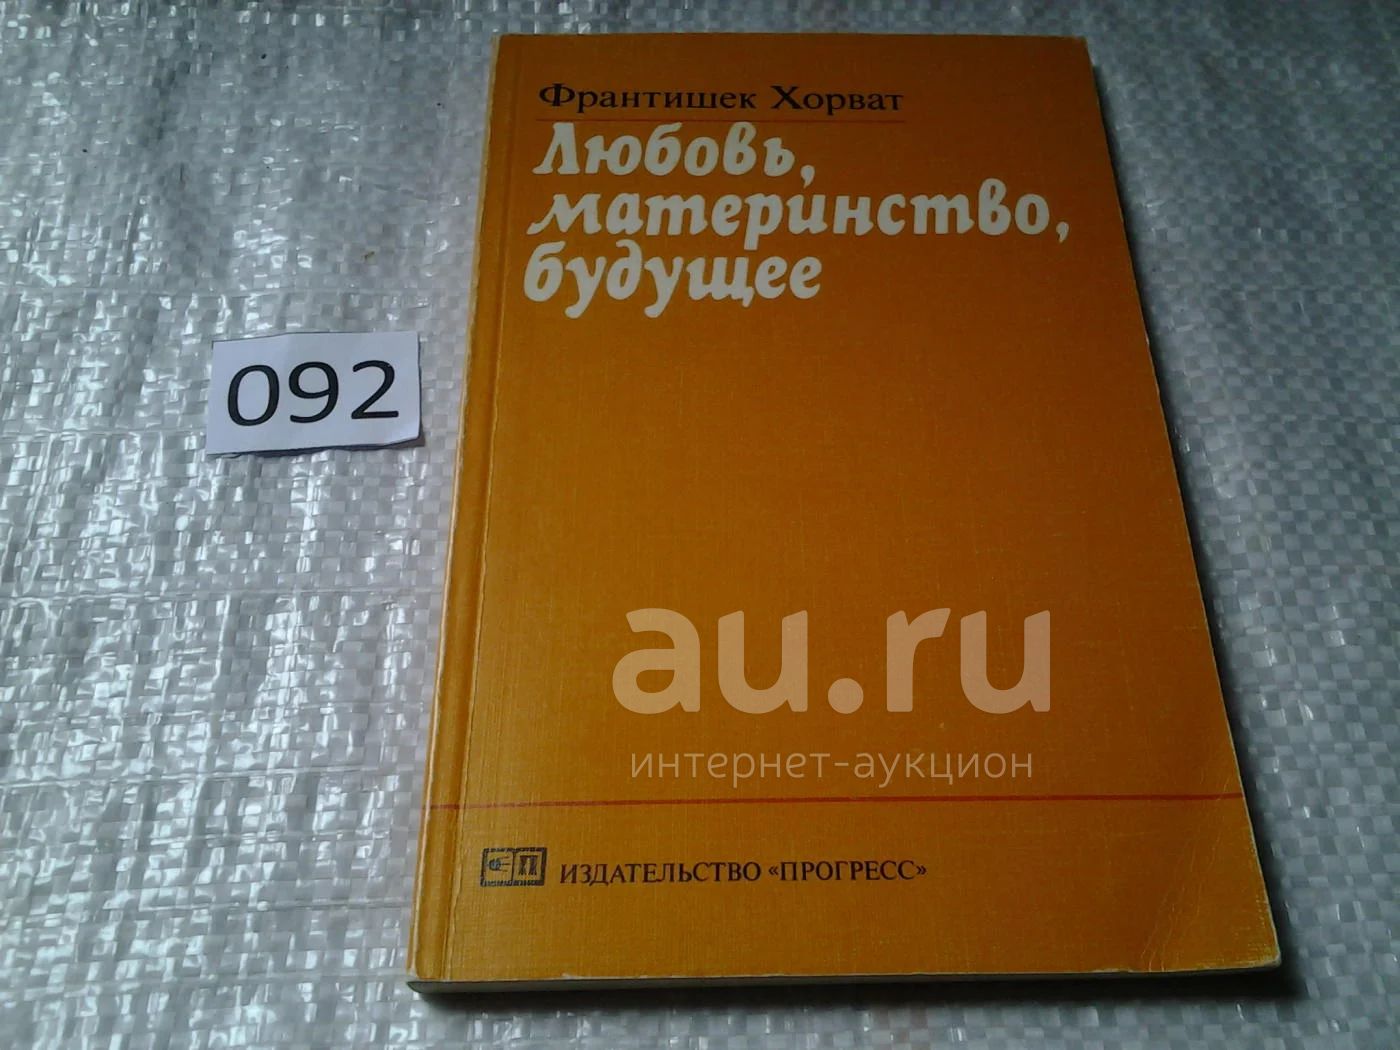 Франтишек Хорват
Любовь,
материнство,
будущее
092
au.ru
интернет-аукцион
П
ИЗДАТЕЛЬСТВО «ПРОГРЕСС»